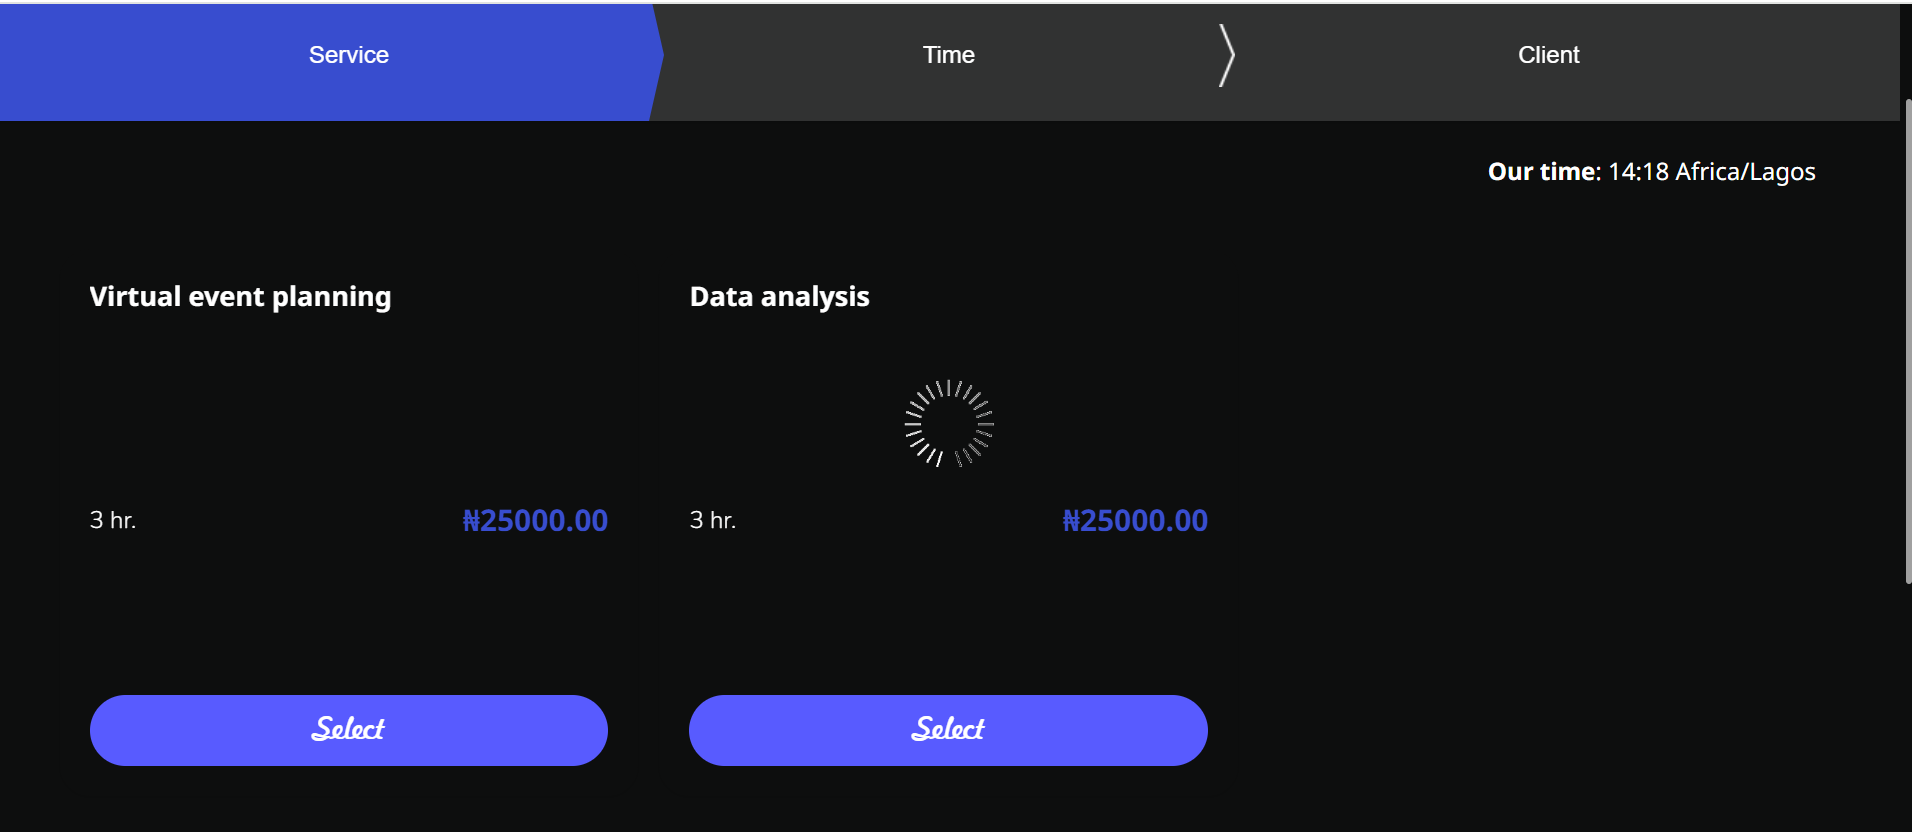 Service
Time
Client
Our time: 14:18 Africa/Lagos
Virtual event planning
Data analysis
3 hr.
₦25000.00
3 hr.
₦25000.00
Select
Select